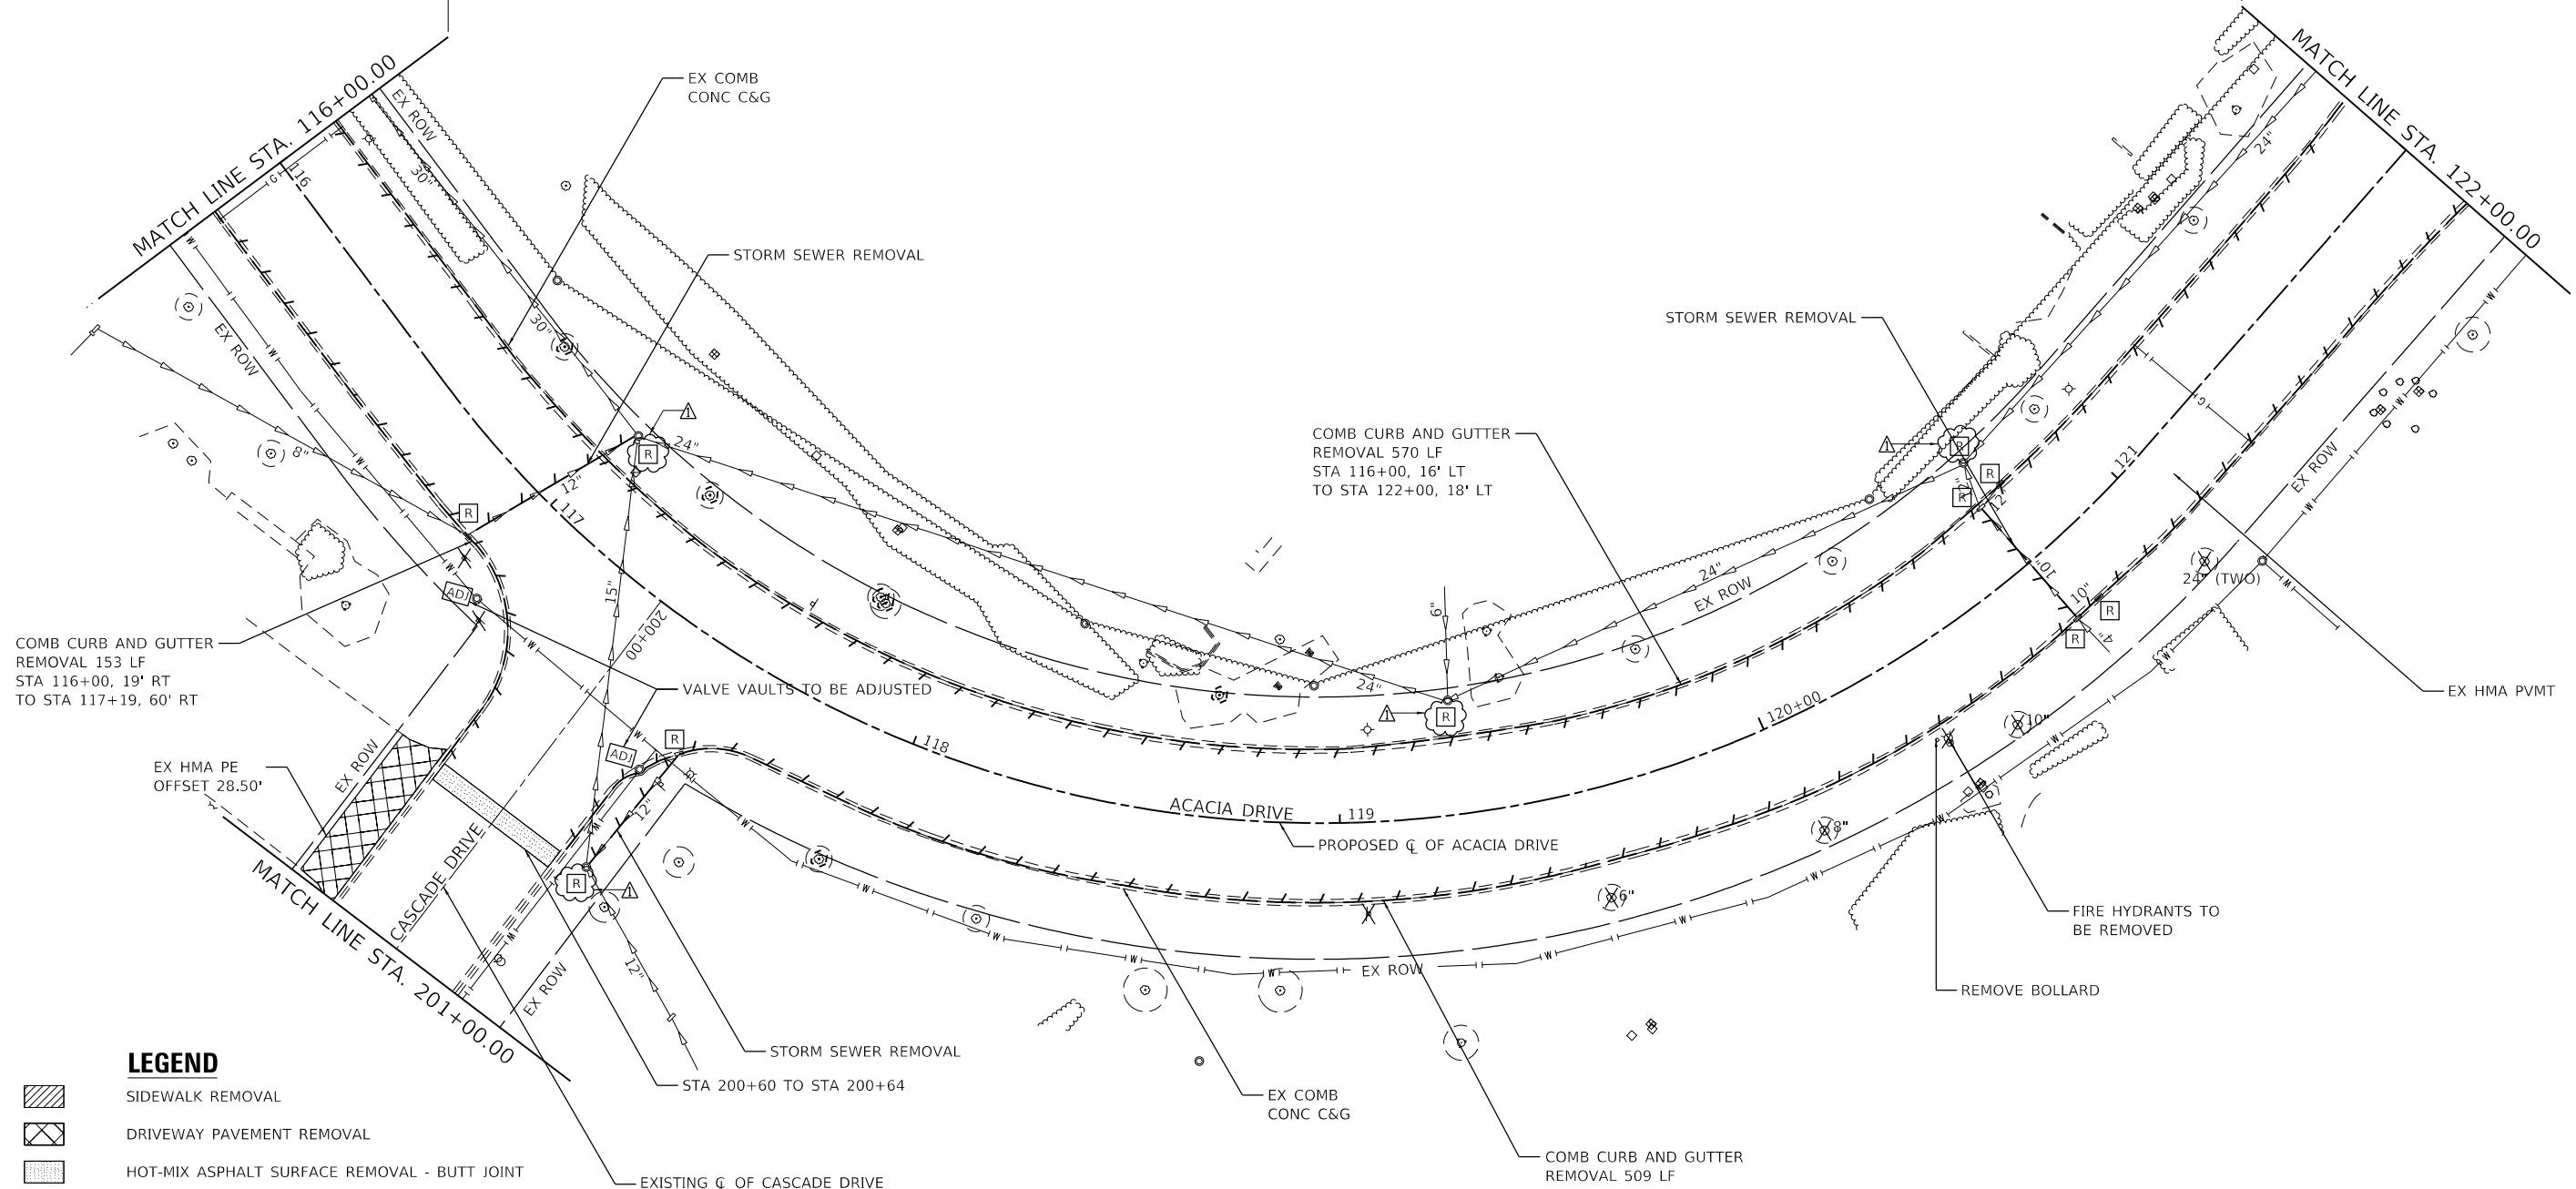 MATCH LINE STA. 116+00.00
EX ROW
116
G
30"
W
EX ROW
EX COMB
CONC C&G
STORM SEWER REMOVAL
30"
8"
24"
1
R
12"
117
R
ADJ
15"
200+00
COMB CURB AND GUTTER
REMOVAL 153 LF
STA 116+00, 19' RT
TO STA 117+19, 60' RT
VALVE VAULTS TO BE ADJUSTED
ADJ
R
12"
EX HMA PE
OFFSET 28.50'
EX ROW
CASCADE DRIVE
MATCH LINE STA. 201+00.00
EX ROW
R
1
12"
118
ACACIA DRIVE
119
PROPOSED ℄ OF ACACIA DRIVE
24"
6"
1
R
24"
EX ROW
COMB CURB AND GUTTER
REMOVAL 570 LF
STA 116+00, 16' LT
TO STA 122+00, 18' LT
STORM SEWER REMOVAL
1
R
R
R
12"
12"
10"
10"
R
R
4"
120+00
121
G
24"
MATCH LINE STA. 122+00.00
EX ROW
24" (TWO)
EX HMA PVMT
10"
8"
6"
FIRE HYDRANTS TO
BE REMOVED
REMOVE BOLLARD
EX ROW
STORM SEWER REMOVAL
STA 200+60 TO STA 200+64
EX COMB
CONC C&G
COMB CURB AND GUTTER
REMOVAL 509 LF
EXISTING ℄ OF CASCADE DRIVE
LEGEND
SIDEWALK REMOVAL
DRIVEWAY PAVEMENT REMOVAL
HOT-MIX ASPHALT SURFACE REMOVAL - BUTT JOINT